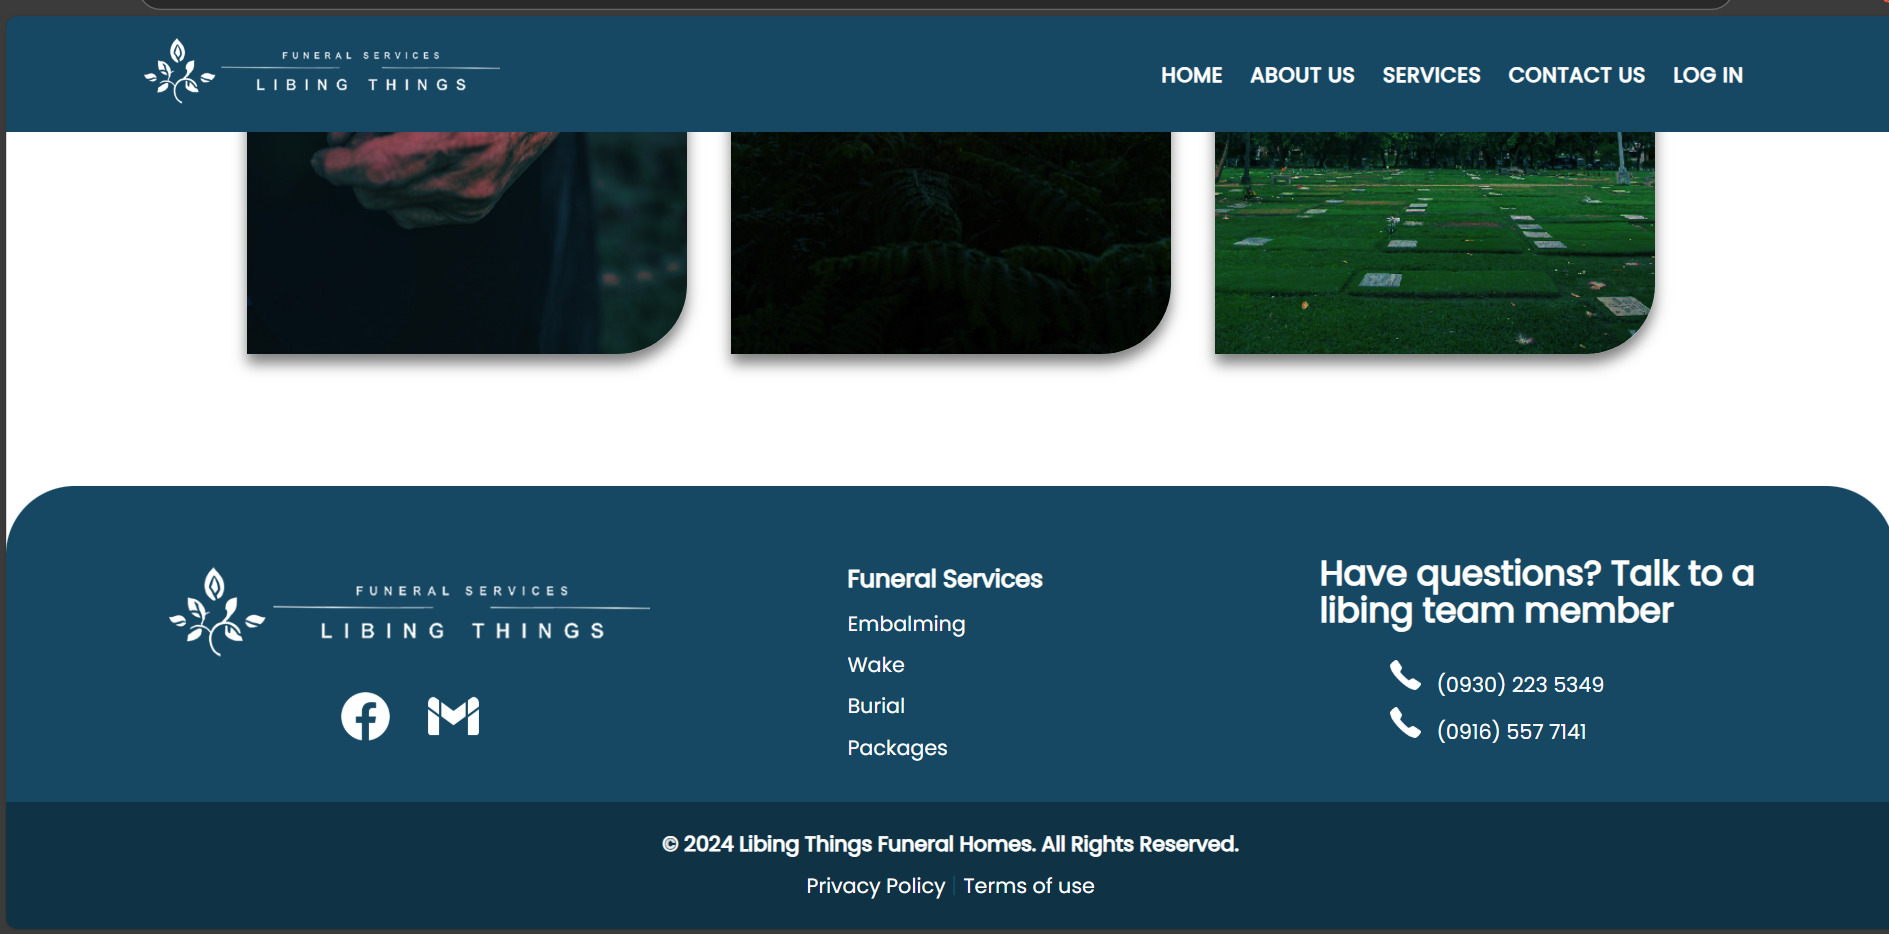 FUNERAL SERVICES
LIBING THINGS
HOME ABOUT US SERVICES CONTACT US LOG IN
FUNERAL SERVICES
LIBING THINGS
Funeral Services
Embalming
Wake
Burial
Packages
Have questions? Talk to a
libing team member
(0930) 223 5349
(0916) 557 7141
© 2024 Libing Things Funeral Homes. All Rights Reserved.
Privacy Policy | Terms of use